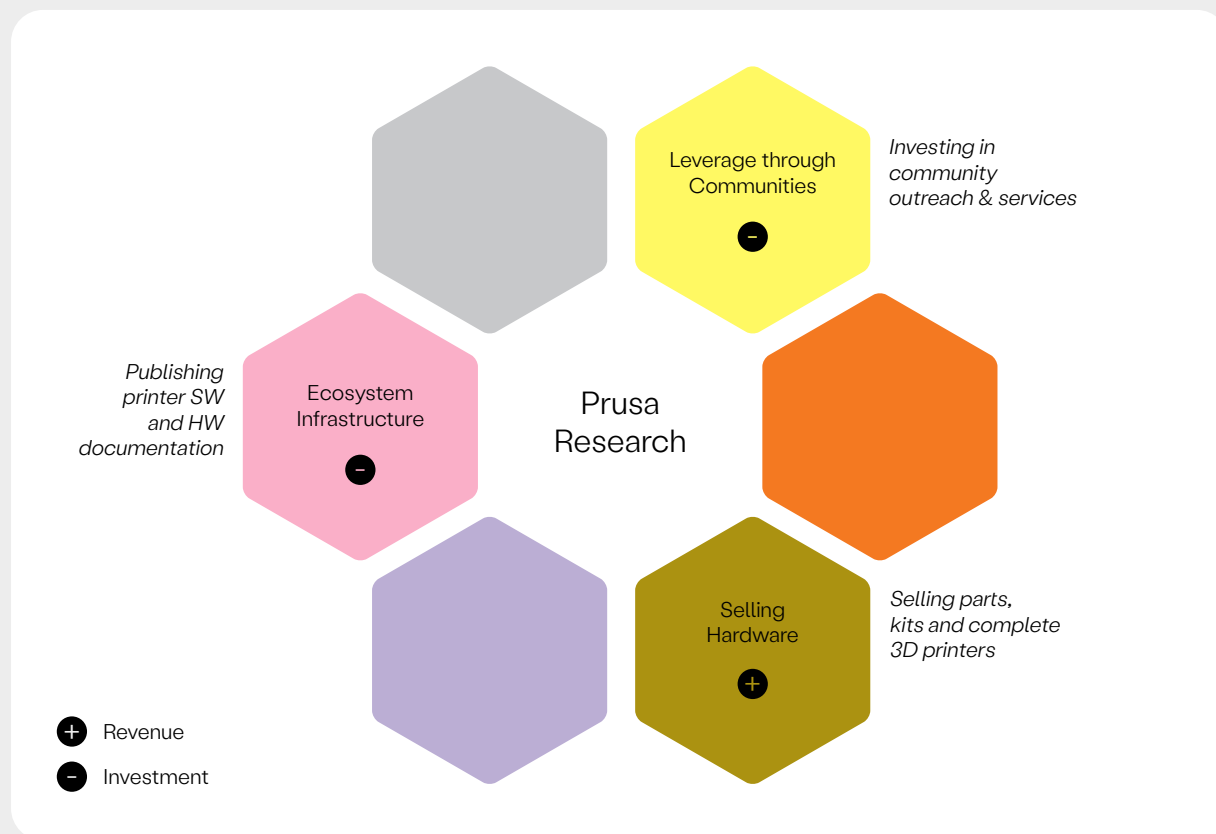 Leverage through
Communities
-
Investing in
community
outreach & services
Publishing
printer SW
and HW
documentation
Ecosystem
Infrastructure
-
Prusa
Research
Selling
Hardware
+
Selling parts,
kits and complete
3D printers
+ Revenue
- Investment